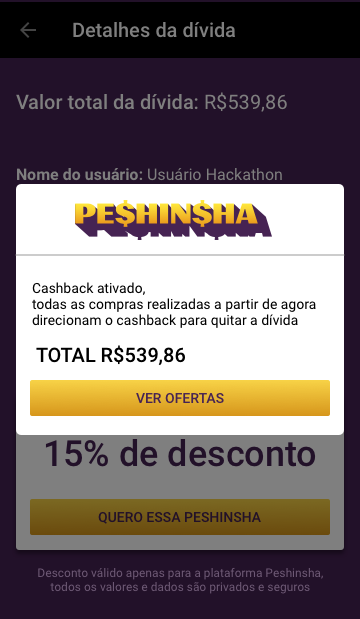 Detalhes da dívida
Valor total da dívida: R$539,86
Nome do usuário: Usuário Hackathon
PE$HIN$HA
Cashback ativado,
todas as compras realizadas a partir de agora
direcionam o cashback para quitar a dívida
TOTAL R$539,86
VER OFERTAS
15% de desconto
QUERO ESSA PESHINSHA
Desconto válido apenas para a plataforma Peshinsha,
todos os valores e dados são privados e seguros